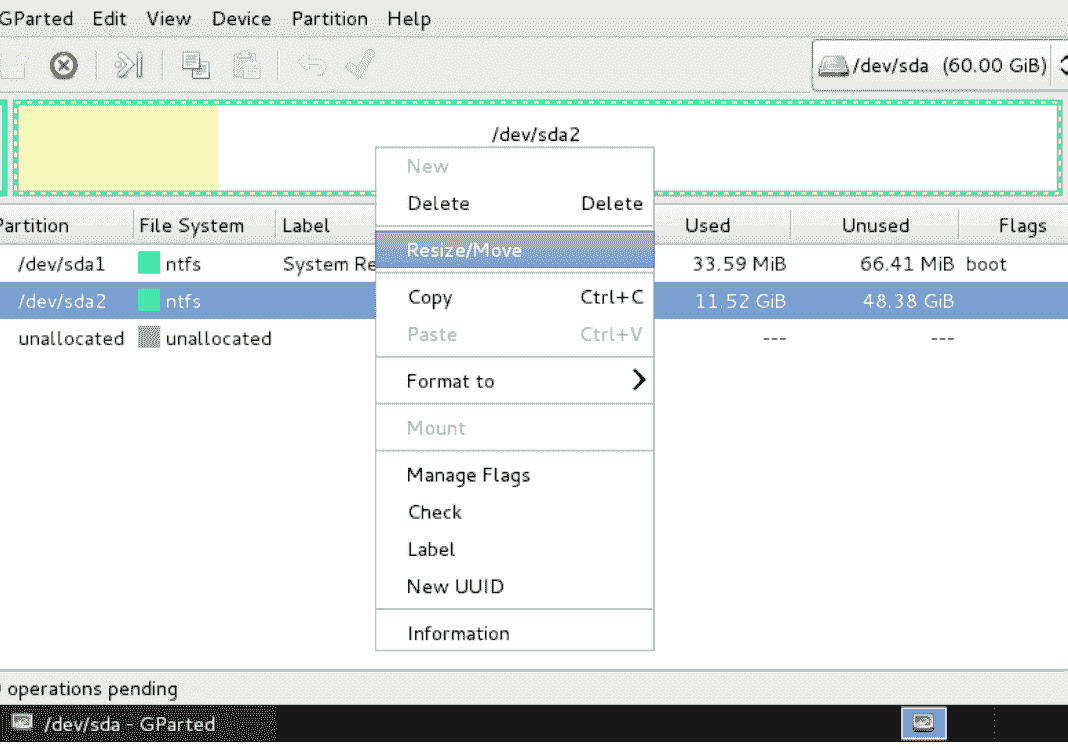 GParted Edit View Device Partition Help
/dev/sda (60.00 GiB)
/dev/sda2
Partition File System Label Used Unused Flags
/dev/sda1 ntfs System Re 33.59 MiB 66.41 MiB boot
/dev/sda2 ntfs 11.52 GiB 48.38 GiB
unallocated unallocated --- ---
New
Delete Delete
Resize/Move
Copy Ctrl+C
Paste Ctrl+V
Format to
Mount
Manage Flags
Check
Label
New UUID
Information
0 operations pending
/dev/sda - GParted